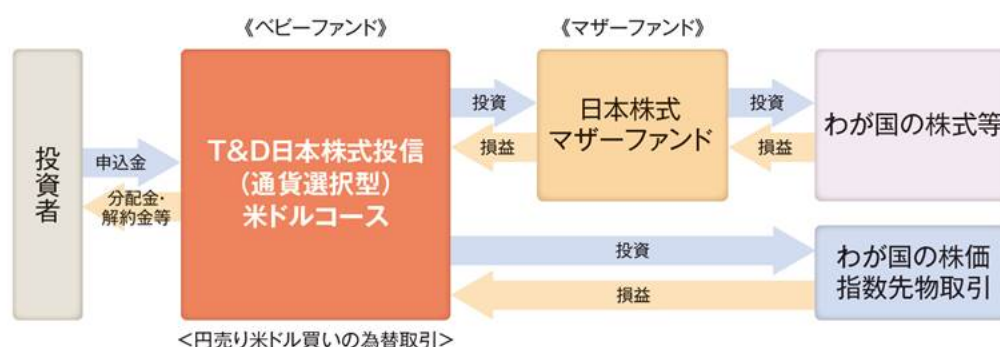 《ベビーファンド》
《マザーファンド》
投資者
申込金
分配金・
解約金等
T&D日本株式投信
(通貨選択型)
米ドルコース
投資
損益
日本株式
マザーファンド
投資
損益
わが国の株式等
投資
損益
わが国の株価
指数先物取引
<円売り米ドル買いの為替取引>